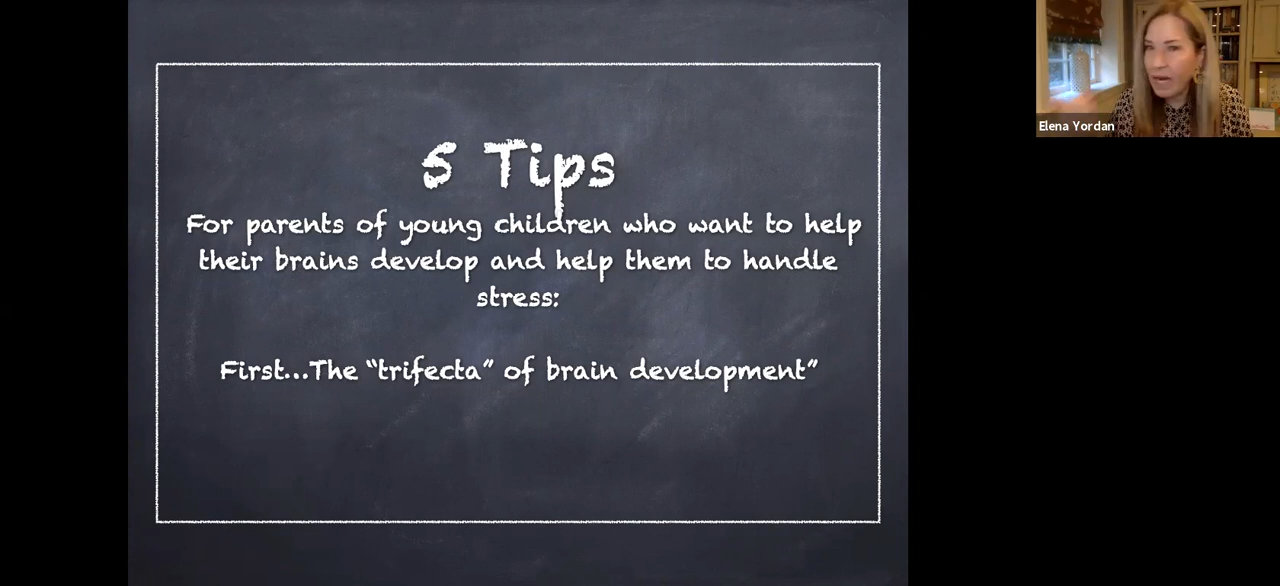 5 Tips
For parents of young children who want to help
their brains develop and help them to handle
stress:
First...The “trifecta” of brain development”
Elena Yordan